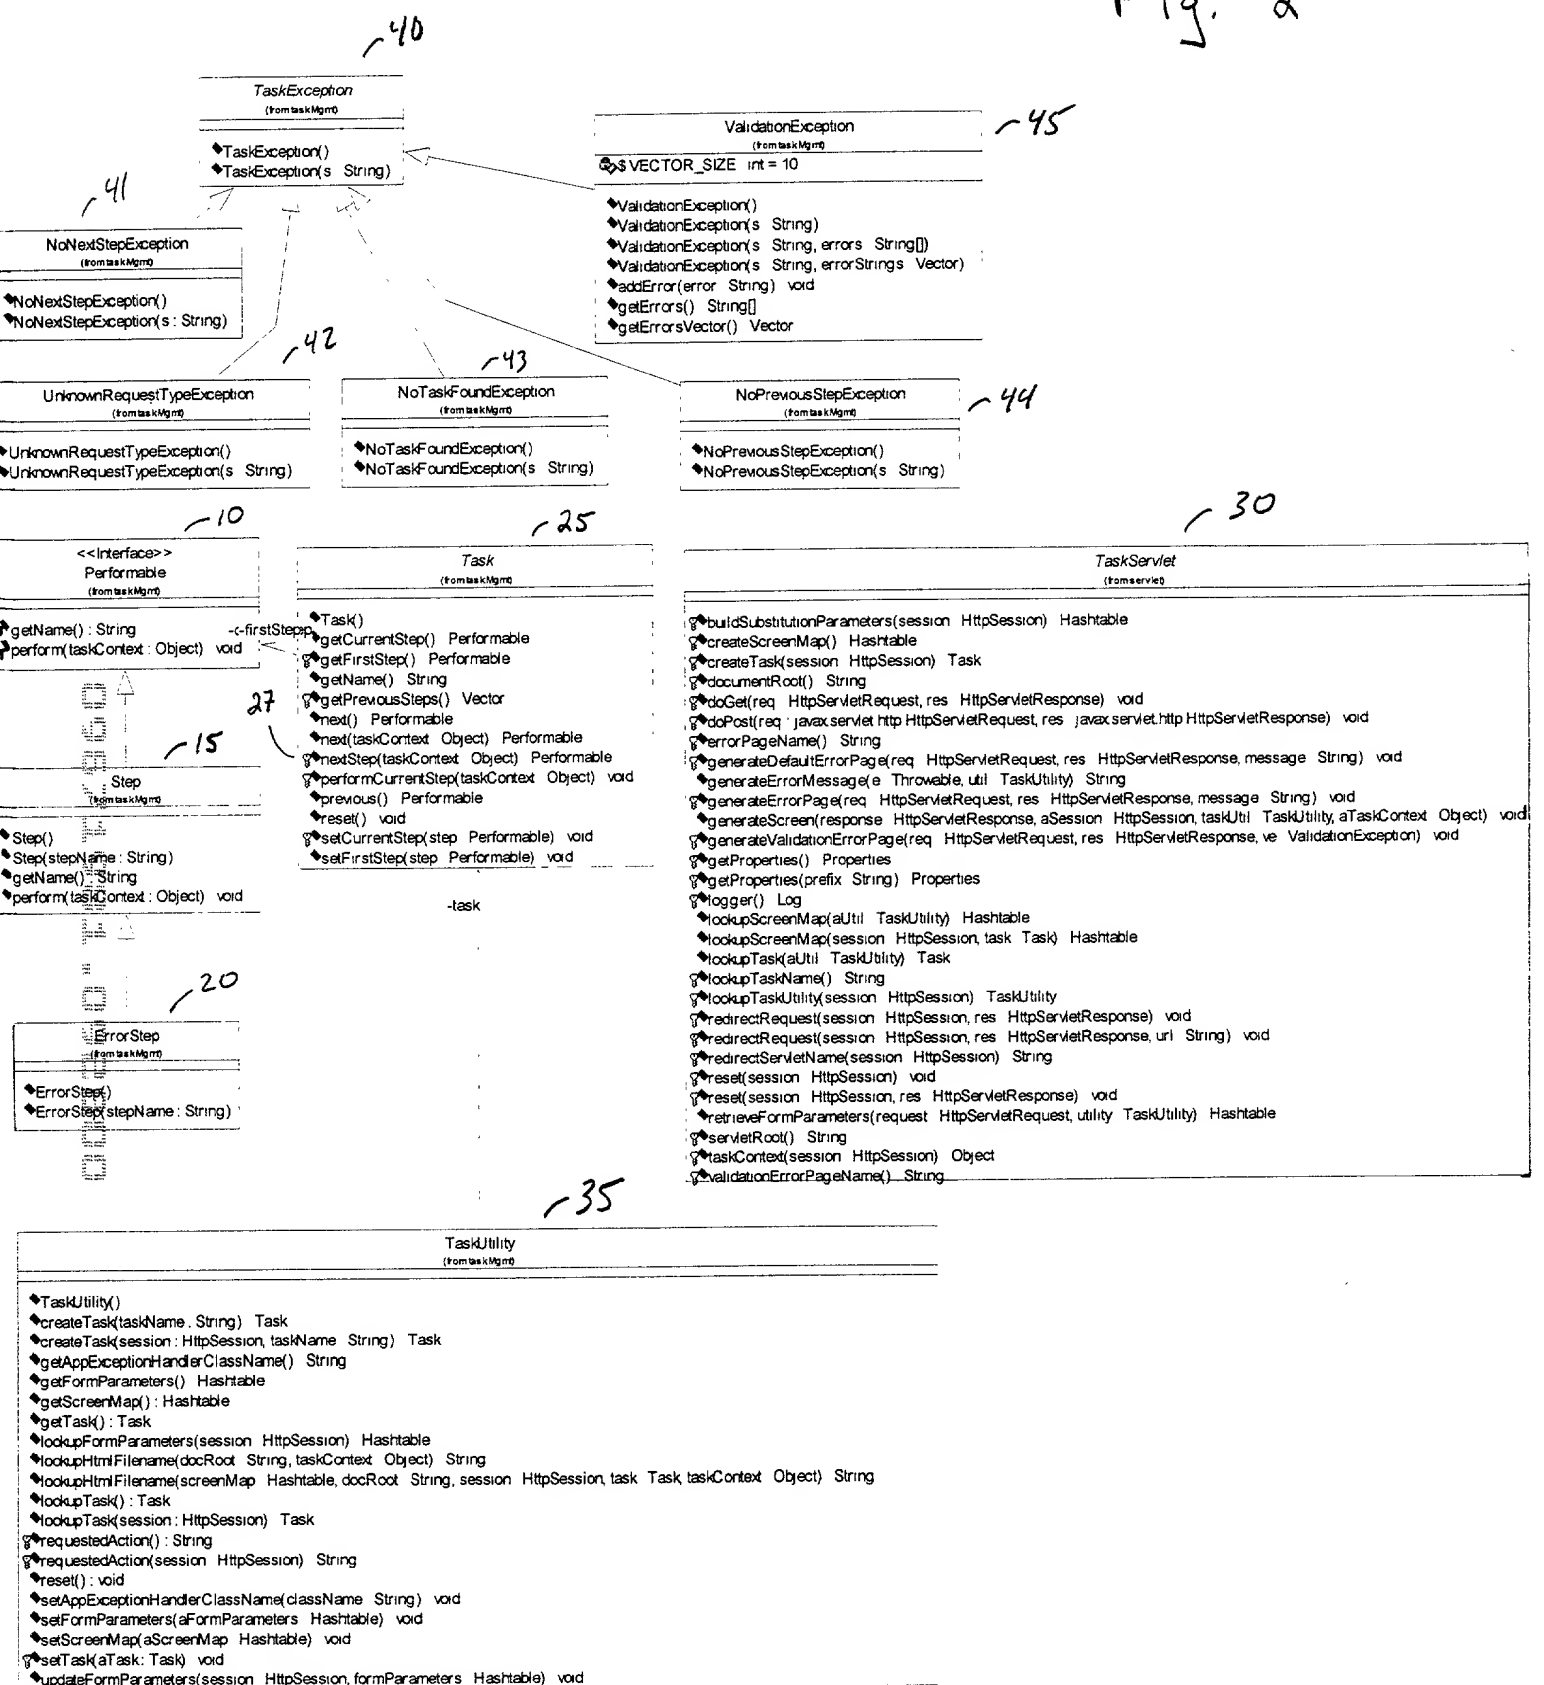 Fig. 2
40
TaskException
(from taskMgmt)
TaskException()
TaskException(s String)
45
ValidationException
(from taskMgmt)
$ VECTOR_SIZE int = 10
ValidationException()
ValidationException(s String)
ValidationException(s String, errors String[])
ValidationException(s String, errorStrings Vector)
addError(error String) void
getErrors() String[]
getErrorsVector() Vector
41
NoNextStepException
(from taskMgmt)
NoNextStepException()
NoNextStepException(s : String)
42
UnknownRequestTypeException
(from taskMgmt)
UnknownRequestTypeException()
UnknownRequestTypeException(s String)
43
NoTaskFoundException
(from taskMgmt)
NoTaskFoundException()
NoTaskFoundException(s String)
44
NoPreviousStepException
(from taskMgmt)
NoPreviousStepException()
NoPreviousStepException(s String)
10
<<Interface>>
Performable
(from taskMgmt)
getName() : String
perform(taskContext : Object) void
-firstStep
25
Task
(from taskMgmt)
Task()
getCurrentStep() Performable
getFirstStep() Performable
getName() String
getPreviousSteps() Vector
next() Performable
next(taskContext Object) Performable
27
nextStep(taskContext Object) Performable
performCurrentStep(taskContext Object) void
previous() Performable
reset() void
setCurrentStep(step Performable) void
setFirstStep(step Performable) void
-task
15
Step
(from taskMgmt)
Step()
Step(stepName : String)
getName() : String
perform(taskContext : Object) void
20
ErrorStep
(from taskMgmt)
ErrorStep()
ErrorStep(stepName : String)
30
TaskServlet
(from servlet)
buildSubstitutionParameters(session HttpSession) Hashtable
createScreenMap() Hashtable
createTask(session HttpSession) Task
documentRoot() String
doGet(req HttpServletRequest, res HttpServletResponse) void
doPost(req : javax.servlet http HttpServletRequest, res javax.servlet.http HttpServletResponse) void
errorPageName() String
generateDefaultErrorPage(req HttpServletRequest, res HttpServletResponse, message String) void
generateErrorMessage(e Throwable, util TaskUtility) String
generateErrorPage(req HttpServletRequest, res HttpServletResponse, message String) void
generateScreen(response HttpServletResponse, aSession HttpSession, taskUtil TaskUtility, aTaskContext Object) void
generateValidationErrorPage(req HttpServletRequest, res HttpServletResponse, ve ValidationException) void
getProperties() Properties
getProperties(prefix String) Properties
logger() Log
lookupScreenMap(aUtil TaskUtility) Hashtable
lookupScreenMap(session HttpSession, task Task) Hashtable
lookupTask(aUtil TaskUtility) Task
lookupTaskName() String
lookupTaskUtility(session HttpSession) TaskUtility
redirectRequest(session HttpSession, res HttpServletResponse) void
redirectRequest(session HttpSession, res HttpServletResponse, url String) void
redirectServletName(session HttpSession) String
reset(session HttpSession) void
reset(session HttpSession, res HttpServletResponse) void
retrieveFormParameters(request HttpServletRequest, utility TaskUtility) Hashtable
servletRoot() String
taskContext(session HttpSession) Object
validationErrorPageName() String
35
TaskUtility
(from taskMgmt)
TaskUtility()
createTask(taskName . String) Task
createTask(session : HttpSession, taskName String) Task
getAppExceptionHandlerClassName() String
getFormParameters() Hashtable
getScreenMap() : Hashtable
getTask() : Task
lookupFormParameters(session HttpSession) Hashtable
lookupHtmlFilename(docRoot String, taskContext Object) String
lookupHtmlFilename(screenMap Hashtable, docRoot String, session HttpSession, task Task, taskContext Object) String
lookupTask() : Task
lookupTask(session : HttpSession) Task
requestedAction() : String
requestedAction(session HttpSession) String
reset() : void
setAppExceptionHandlerClassName(className String) void
setFormParameters(aFormParameters Hashtable) void
setScreenMap(aScreenMap Hashtable) void
setTask(aTask : Task) void
updateFormParameters(session HttpSession, formParameters Hashtable) void